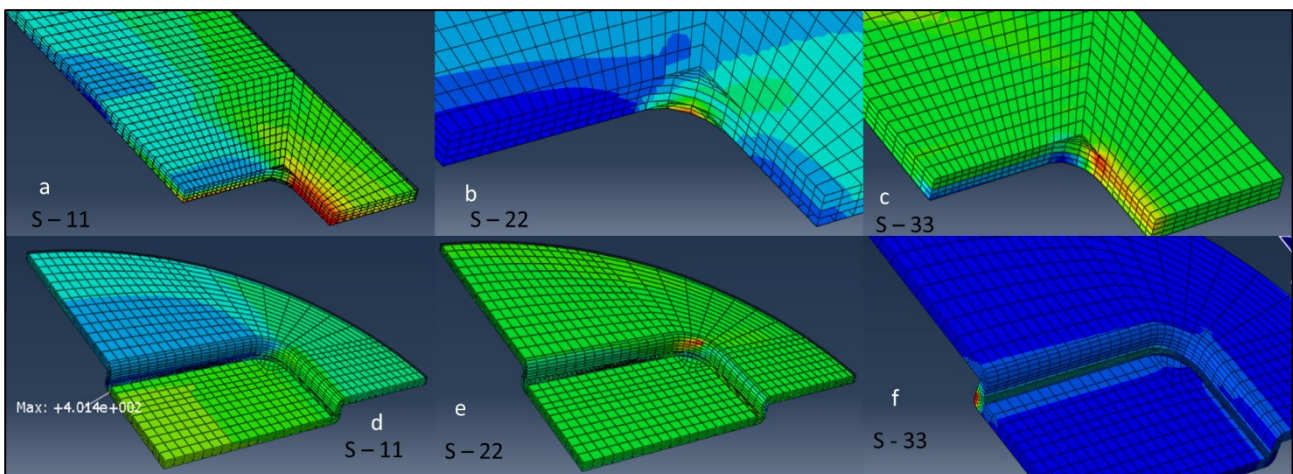 a
S – 11
b
S – 22
c
S – 33
Max: +4.014e+002
d
S – 11
e
S – 22
f
S - 33